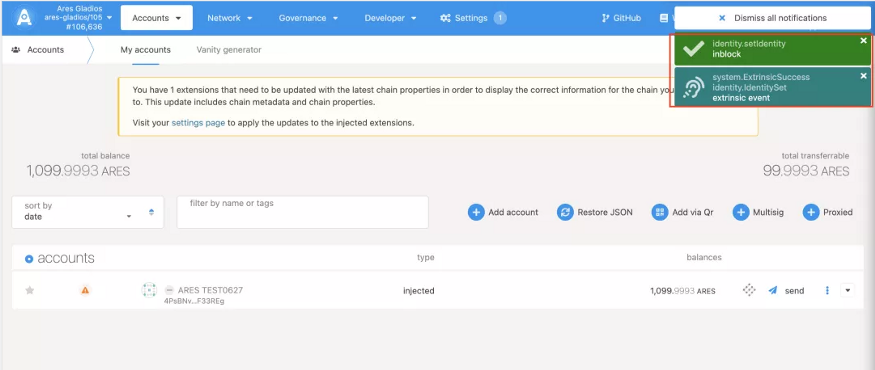 Ares Gladios
ares-gladios/105
#106,636
Accounts
Network
Governance
Developer
Settings
1
GitHub
Dismiss all notifications
Accounts
My accounts
Vanity generator
identity.setIdentity
inblock
system.ExtrinsicSuccess
identity.IdentitySet
extrinsic event
You have 1 extensions that need to be updated with the latest chain properties in order to display the correct information for the chain
to. This update includes chain metadata and chain properties.
Visit your settings page to apply the updates to the injected extensions.
total balance
1,099.9993 ARES
total transferrable
99.9993 ARES
sort by
date
filter by name or tags
Add account
Restore JSON
Add via Qr
Multisig
Proxied
accounts
type
balances
ARES TEST0627
4PsBNv...F33REg
injected
1,099.9993 ARES
send